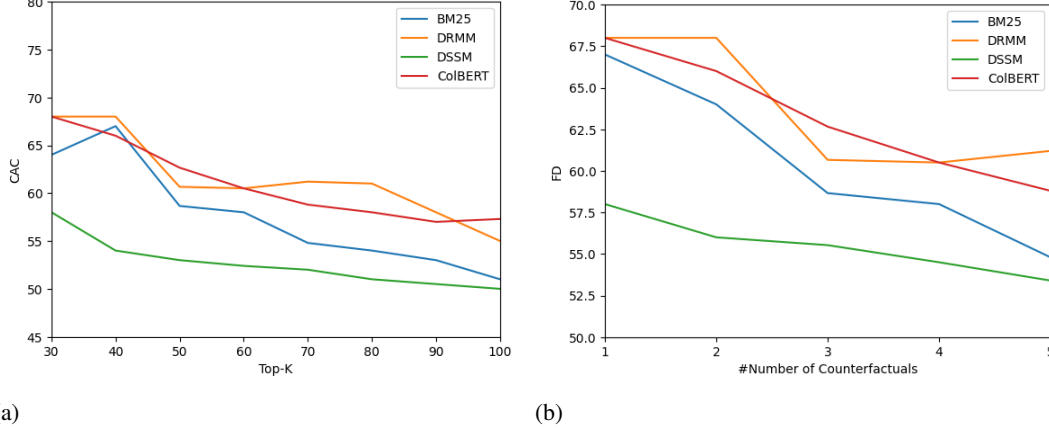 80
75
70
65
60
55
50
45
CAC
30 40 50 60 70 80 90 100
Top-K
BM25
DRMM
DSSM
ColBERT
70.0
67.5
65.0
62.5
60.0
57.5
55.0
52.5
50.0
FD
1 2 3 4 5
#Number of Counterfactuals
BM25
DRMM
DSSM
ColBERT
(a)
(b)